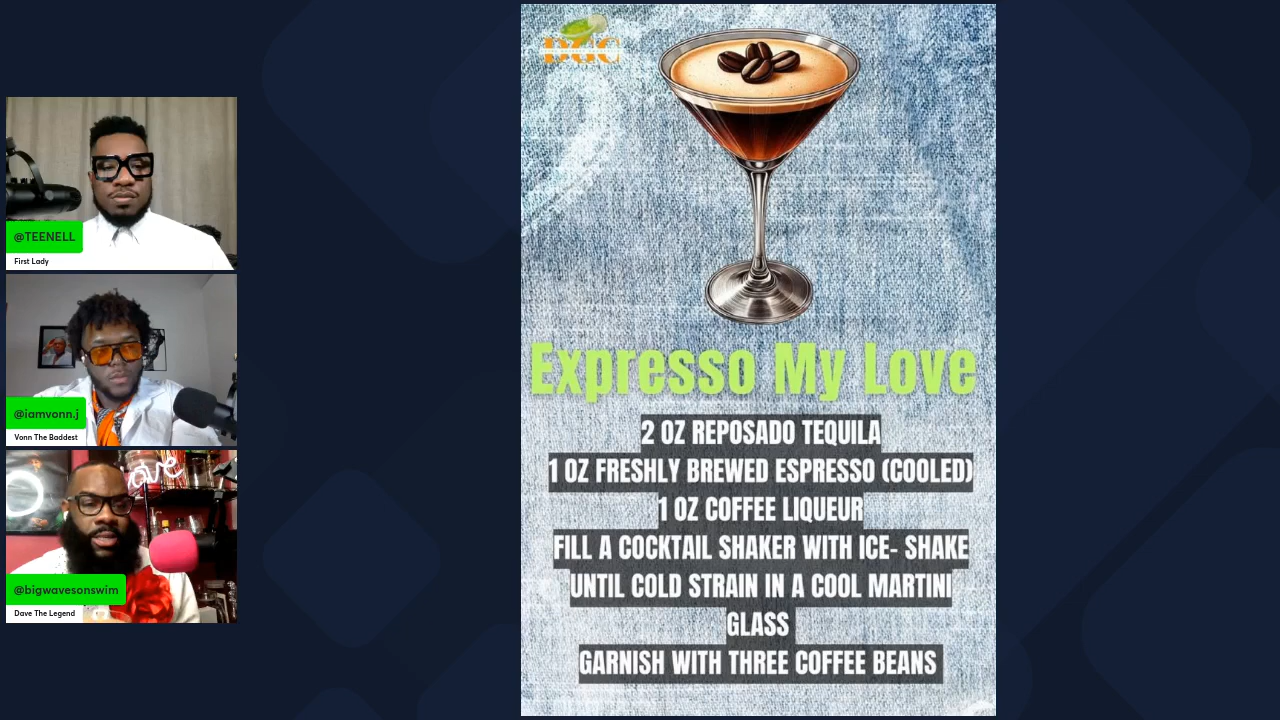 @TEENELL
First Lady
@iamvonn.j
Vonn The Baddest
ave
@bigwavesonswim
Dave The Legend
Expresso My Love
2 OZ REPOSADO TEQUILA
1 OZ FRESHLY BREWED ESPRESSO (COOLED)
1 OZ COFFEE LIQUEUR
FILL A COCKTAIL SHAKER WITH ICE- SHAKE
UNTIL COLD STRAIN IN A COOL MARTINI
GLASS
GARNISH WITH THREE COFFEE BEANS